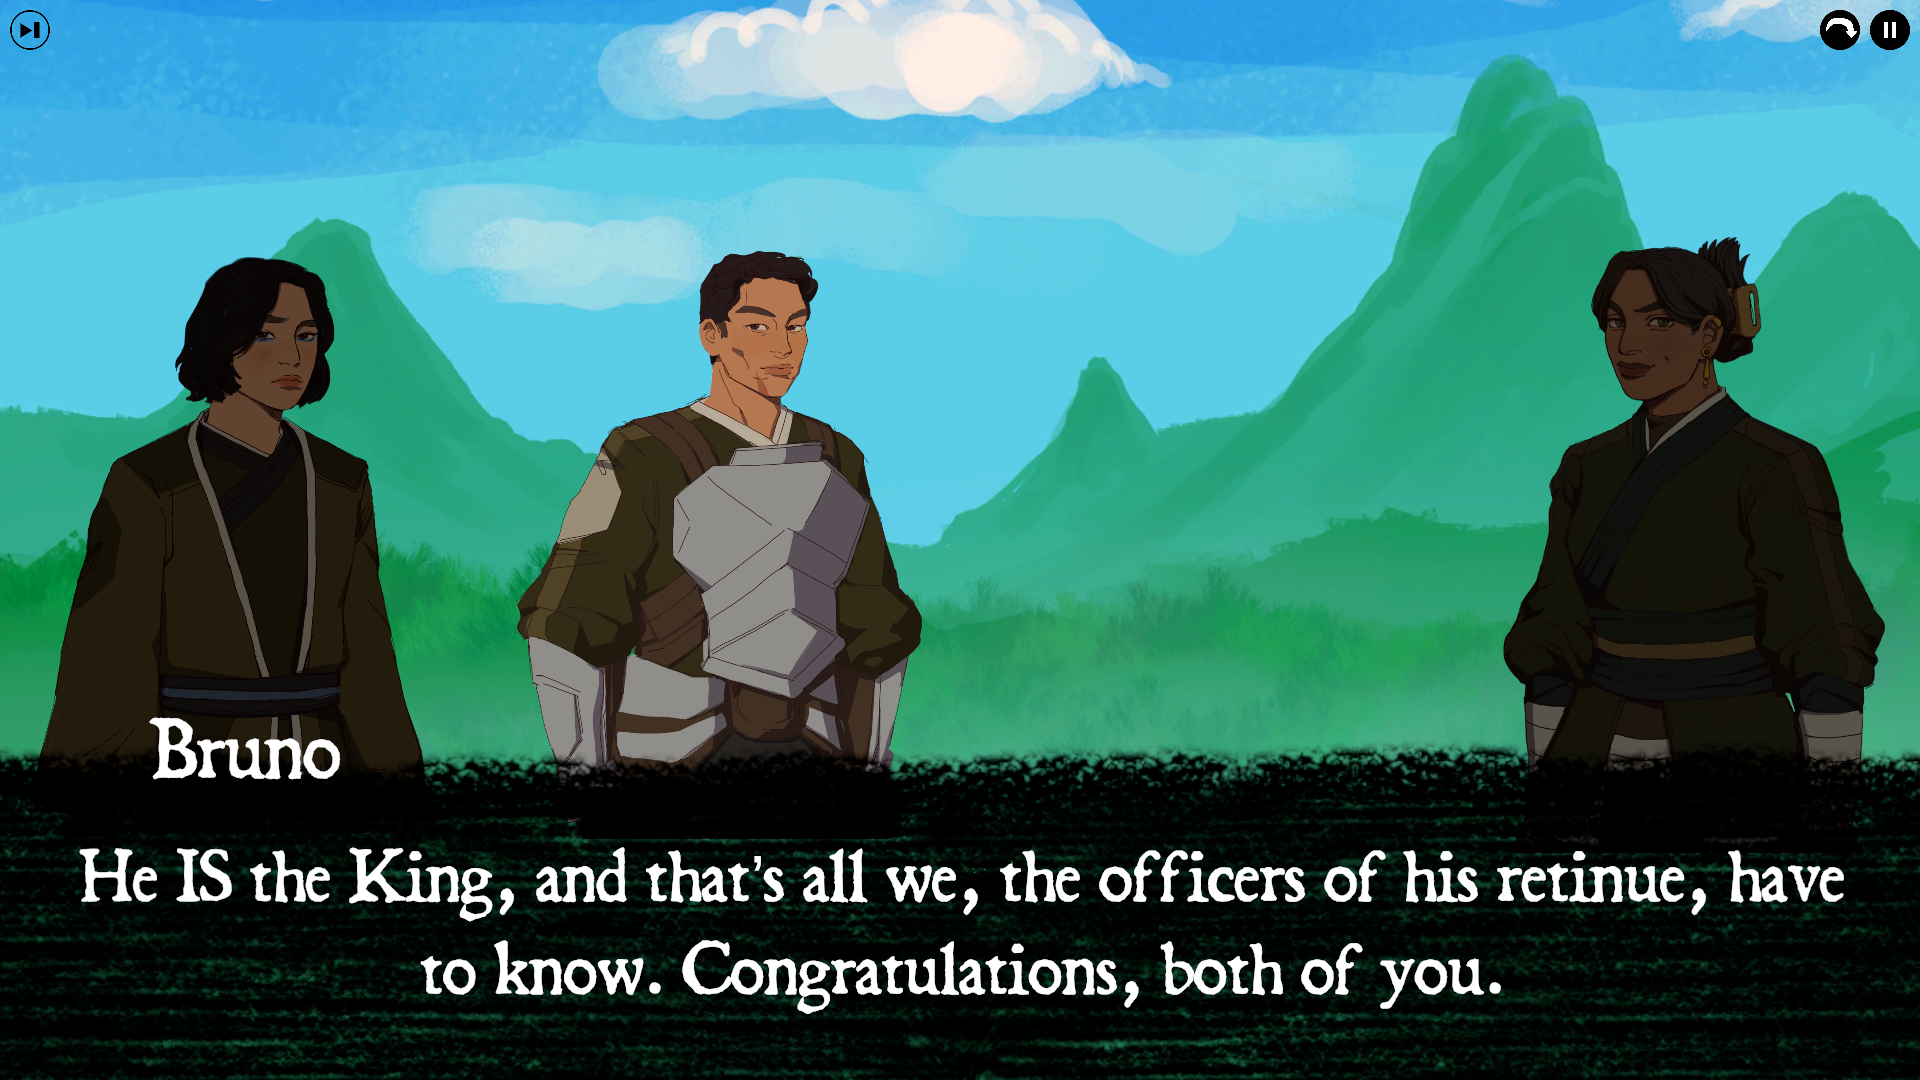 Bruno
He IS the King, and that's all we, the officers of his retinue, have
to know. Congratulations, both of you.